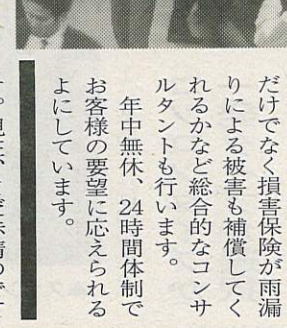 だけでなく損害保険が雨漏
りによる被害も補償してく
れるかなど総合的なコンサ
ルタントも行います。
年中無休、24時間体制で
お客様の要望に応えられる
よにしています。